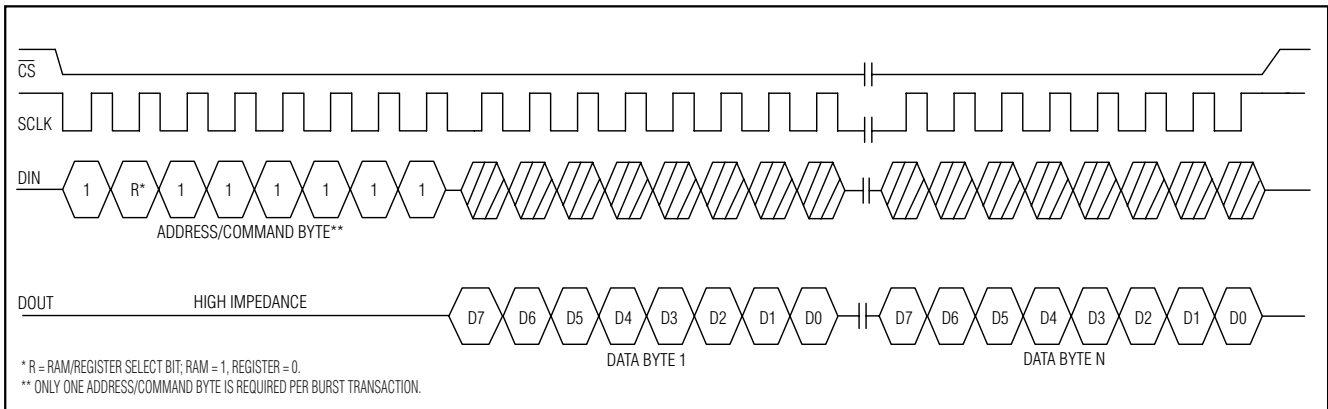 CS
SCLK
DIN
1 R* 1 1 1 1 1 1
ADDRESS/COMMAND BYTE**
DOUT HIGH IMPEDANCE D7 D6 D5 D4 D3 D2 D1 D0 D7 D6 D5 D4 D3 D2 D1 D0
DATA BYTE 1 DATA BYTE N
* R = RAM/REGISTER SELECT BIT; RAM = 1, REGISTER = 0.
** ONLY ONE ADDRESS/COMMAND BYTE IS REQUIRED PER BURST TRANSACTION.